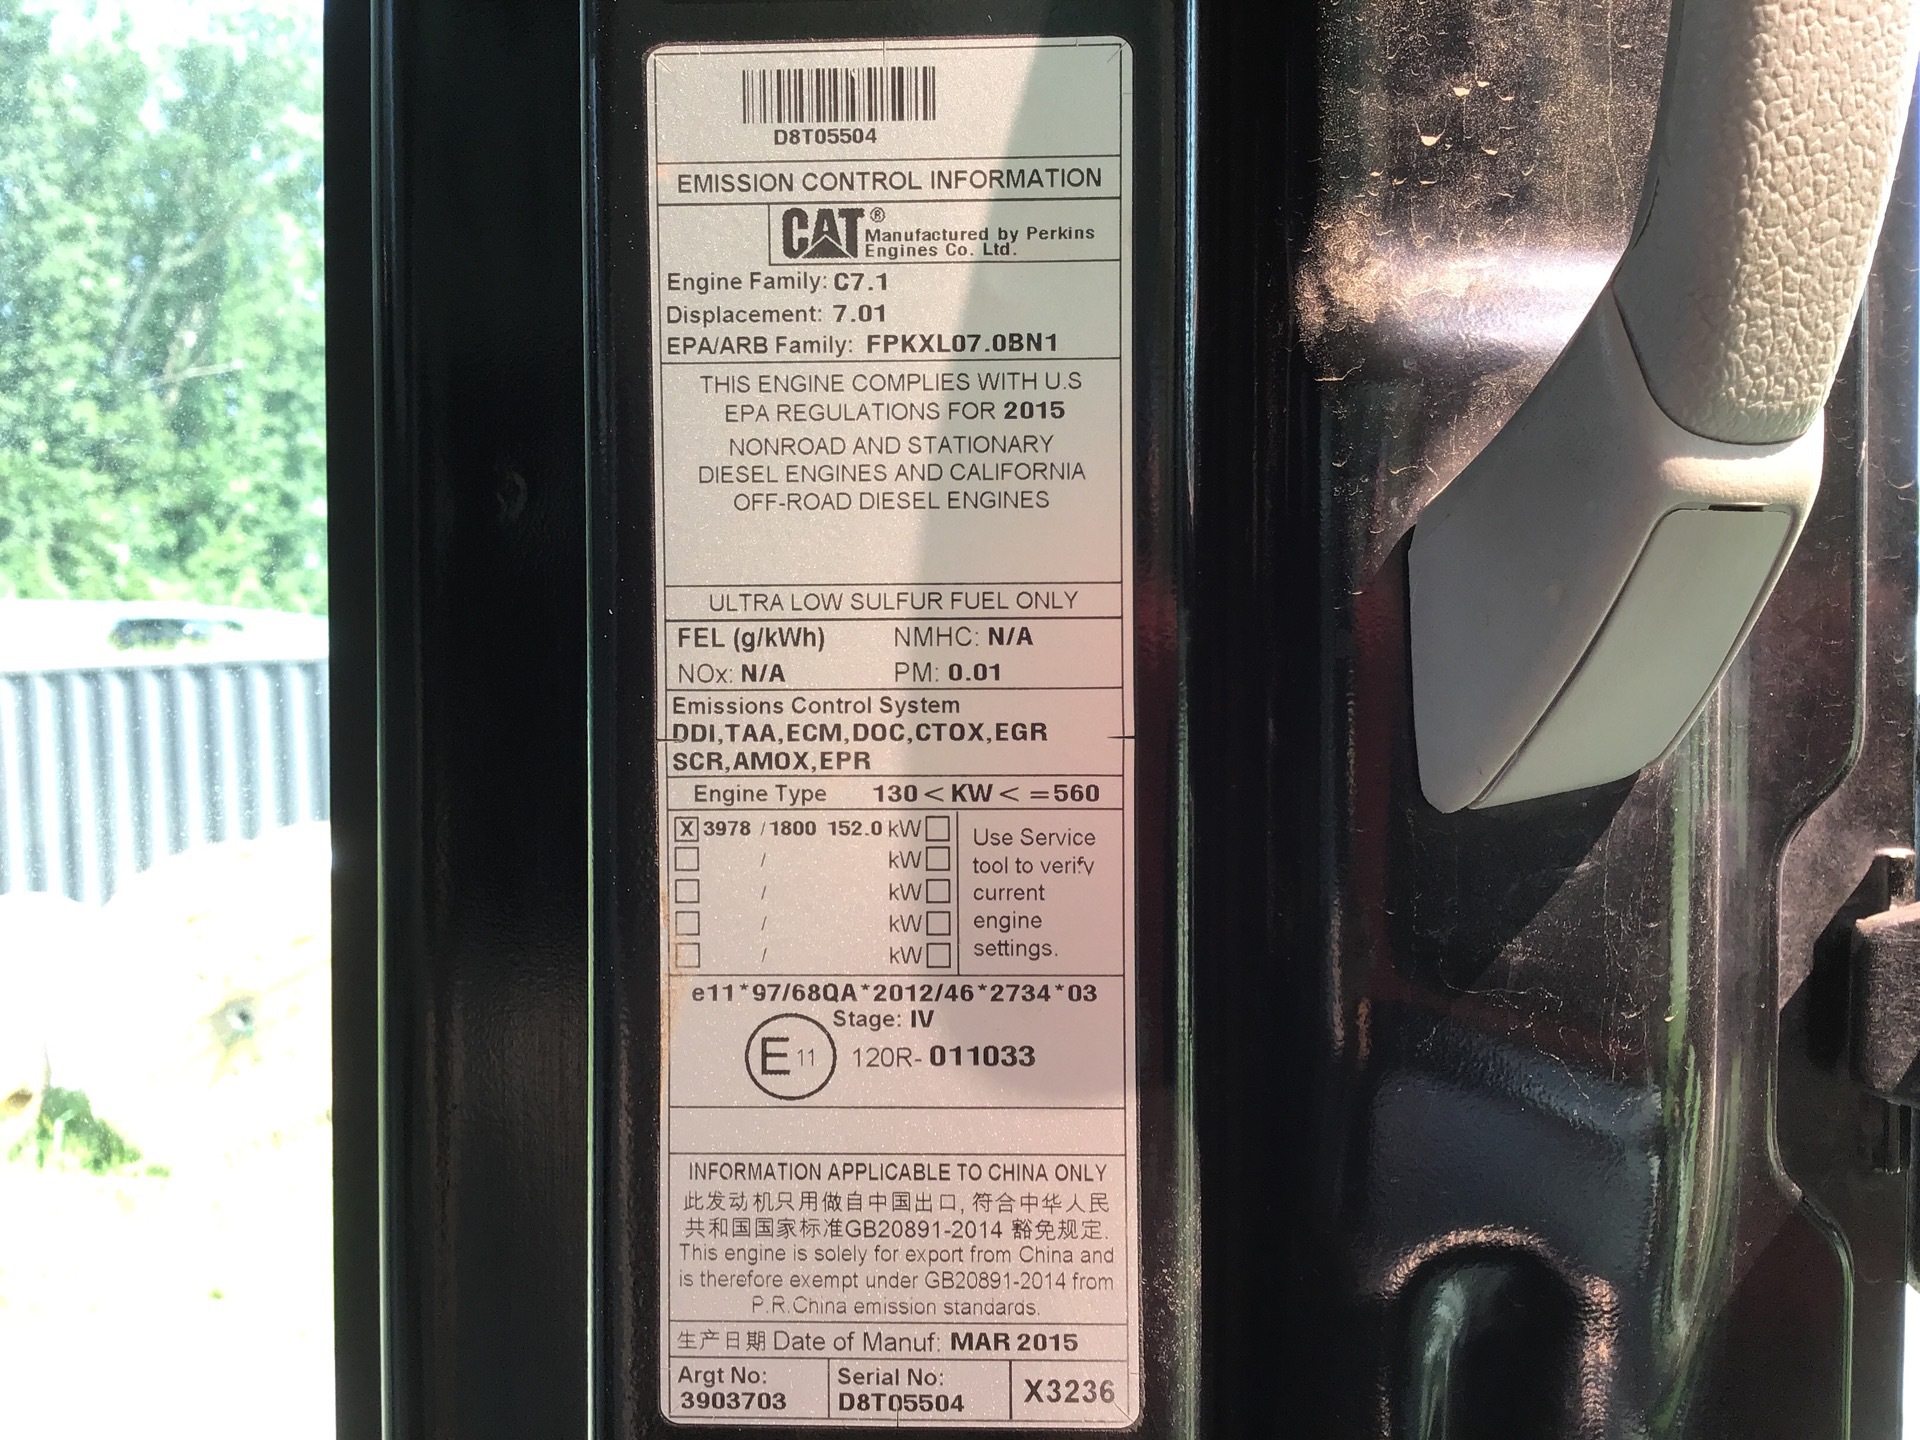 D8T05504
EMISSION CONTROL INFORMATION
CAT®
Manufactured by Perkins
Engines Co. Ltd.
Engine Family: C7.1
Displacement: 7.01
EPA/ARB Family: FPKXL07.0BN1
THIS ENGINE COMPLIES WITH U.S
EPA REGULATIONS FOR 2015
NONROAD AND STATIONARY
DIESEL ENGINES AND CALIFORNIA
OFF-ROAD DIESEL ENGINES
ULTRA LOW SULFUR FUEL ONLY
FEL (g/kWh) NMHC: N/A
NOx: N/A PM: 0.01
Emissions Control System
DDI,TAA,ECM,DOC,CTOX,EGR
SCR,AMOX,EPR
Engine Type 130 < KW < =560
X 3978 / 1800 152.0 kW
/ kW
/ kW
/ kW
/ kW
Use Service
tool to verify
current
engine
settings.
e11*97/68QA*2012/46*2734*03
Stage: IV
E 11 120R- 011033
INFORMATION APPLICABLE TO CHINA ONLY
此发动机只用做自中国出口, 符合中华人民
共和国国家标准GB20891-2014 豁免规定.
This engine is solely for export from China and
is therefore exempt under GB20891-2014 from
P.R.China emission standards.
生产日期 Date of Manuf: MAR 2015
Argt No:
3903703
Serial No:
D8T05504
X3236